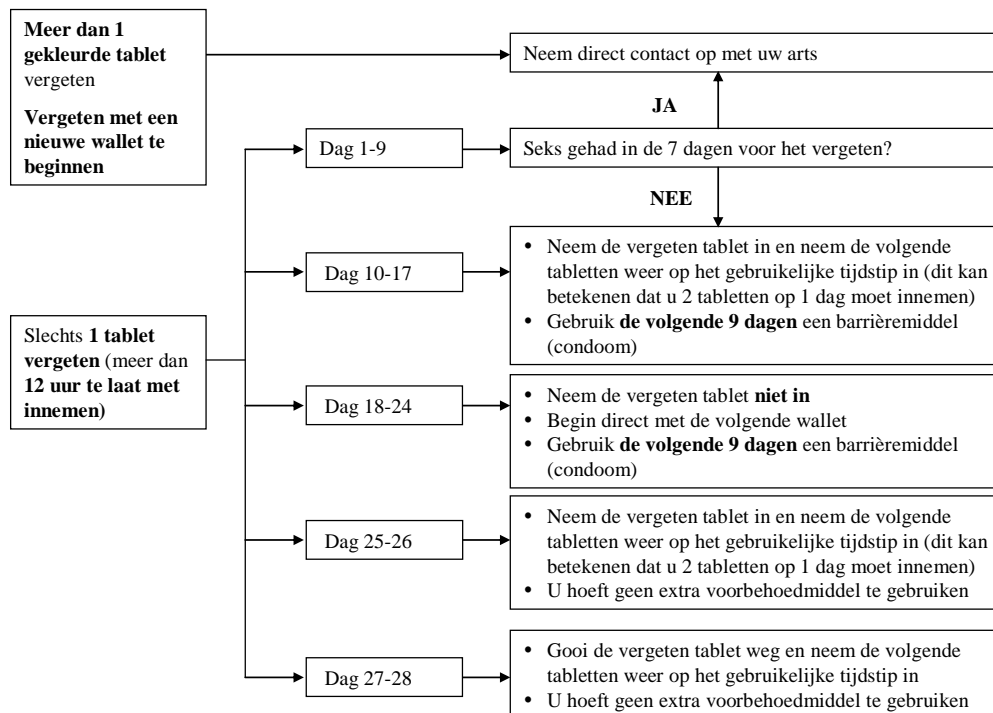 Meer dan 1
gekleurde tablet
vergeten
Vergeten met een
nieuwe wallet te
beginnen
Neem direct contact op met uw arts
JA
Dag 1-9
Seks gehad in de 7 dagen voor het vergeten?
NEE
Slechts 1 tablet
vergeten (meer dan
12 uur te laat met
innemen)
Dag 10-17
• Neem de vergeten tablet in en neem de volgende
tabletten weer op het gebruikelijke tijdstip in (dit kan
betekenen dat u 2 tabletten op 1 dag moet innemen)
• Gebruik de volgende 9 dagen een barrièremiddel
(condoom)
Dag 18-24
• Neem de vergeten tablet niet in
• Begin direct met de volgende wallet
• Gebruik de volgende 9 dagen een barrièremiddel
(condoom)
Dag 25-26
• Neem de vergeten tablet in en neem de volgende
tabletten weer op het gebruikelijke tijdstip in (dit kan
betekenen dat u 2 tabletten op 1 dag moet innemen)
• U hoeft geen extra voorbehoedmiddel te gebruiken
Dag 27-28
• Gooi de vergeten tablet weg en neem de volgende
tabletten weer op het gebruikelijke tijdstip in
• U hoeft geen extra voorbehoedmiddel te gebruiken